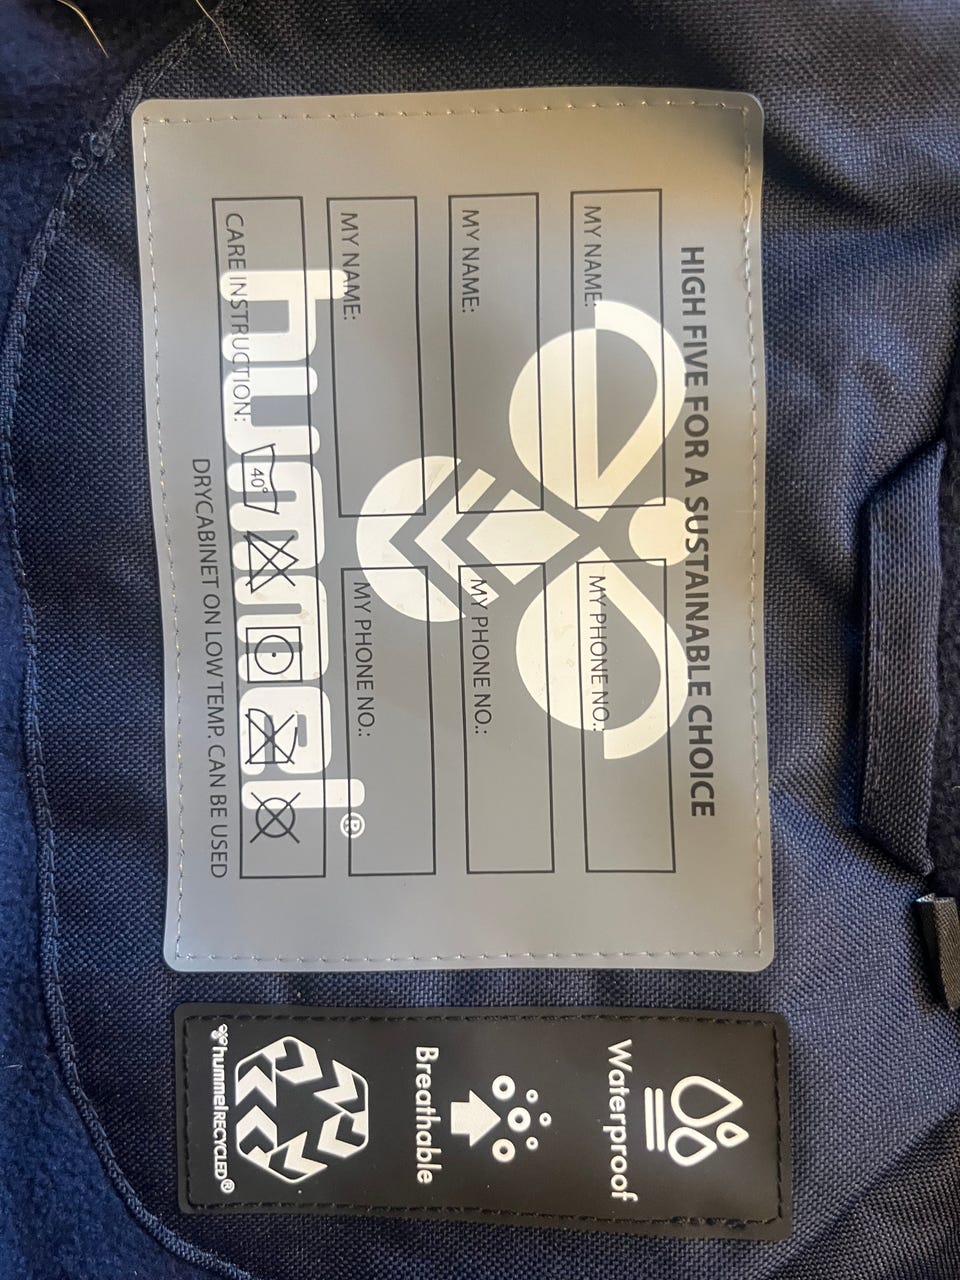 HIGH FIVE FOR A SUSTAINABLE CHOICE
MY NAME:
MY PHONE NO.:
MY NAME:
MY PHONE NO.:
MY NAME:
MY PHONE NO.:
hummel®
CARE INSTRUCTION:
40°
DRYCABINET ON LOW TEMP. CAN BE USED
Waterproof
Breathable
hummel RECYCLED®